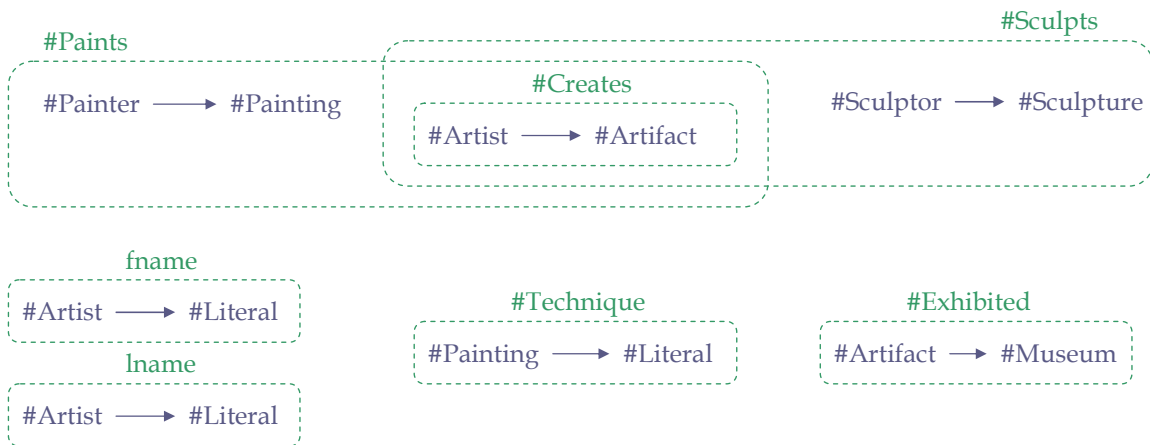 #Sculpts
#Paints
#Creates
#Painter #Painting
#Sculptor #Sculpture
#Artist #Artifact
fname
#Artist #Literal
#Technique
#Painting #Literal
#Exhibited
#Artifact #Museum
lname
#Artist #Literal